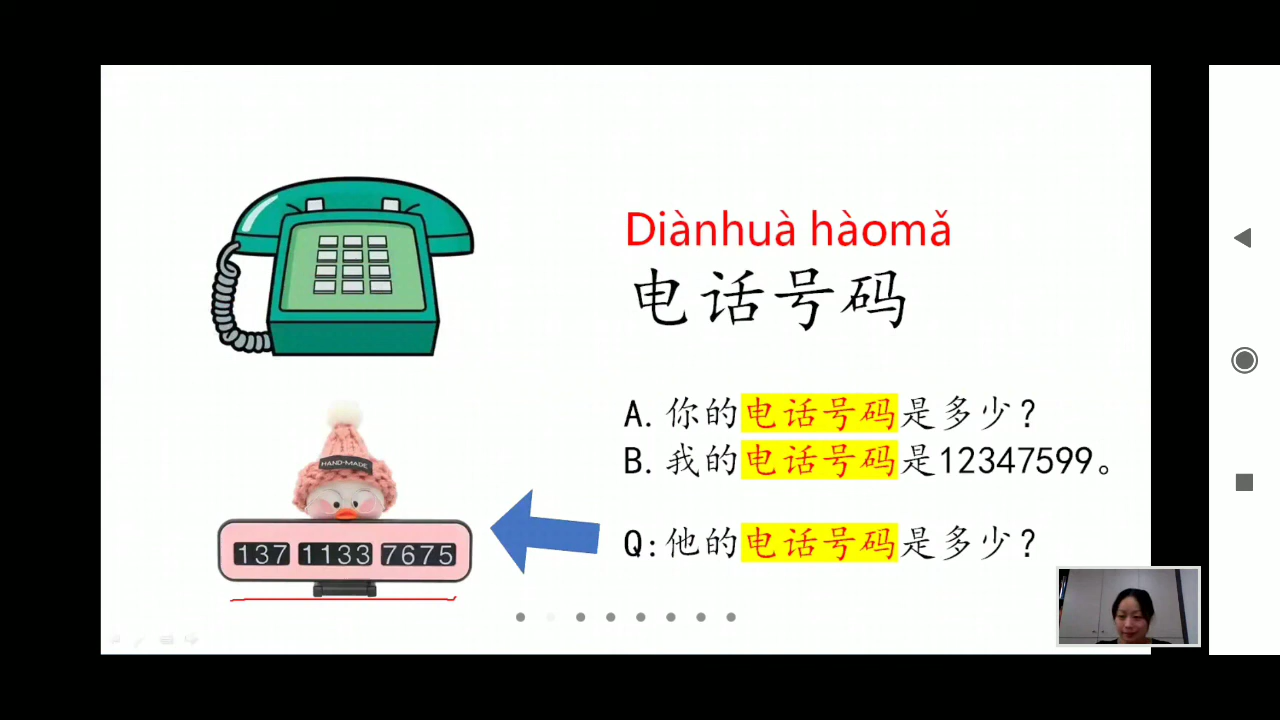 Diànhuà hàomǎ
电话号码
A. 你的电话号码是多少?
B. 我的电话号码是12347599。
Q:他的电话号码是多少?
HAND-MADE
137 1133 7675